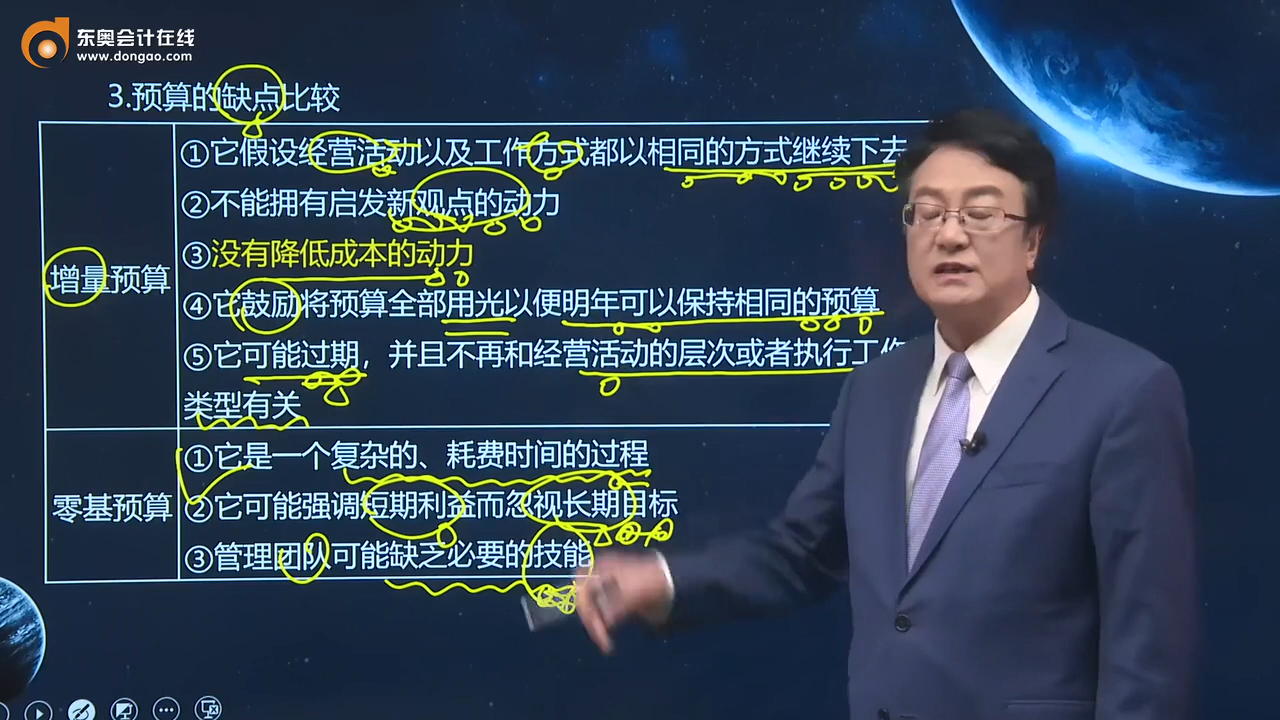 东奥会计在线
www.dongao.com
3.预算的缺点比较
增量预算
①它假设经营活动以及工作方式都以相同的方式继续下去
②不能拥有启发新观点的动力
③没有降低成本的动力
④它鼓励将预算全部用光以便明年可以保持相同的预算
⑤它可能过期，并且不再和经营活动的层次或者执行工作
类型有关
零基预算
①它是一个复杂的、耗费时间的过程
②它可能强调短期利益而忽视长期目标
③管理团队可能缺乏必要的技能